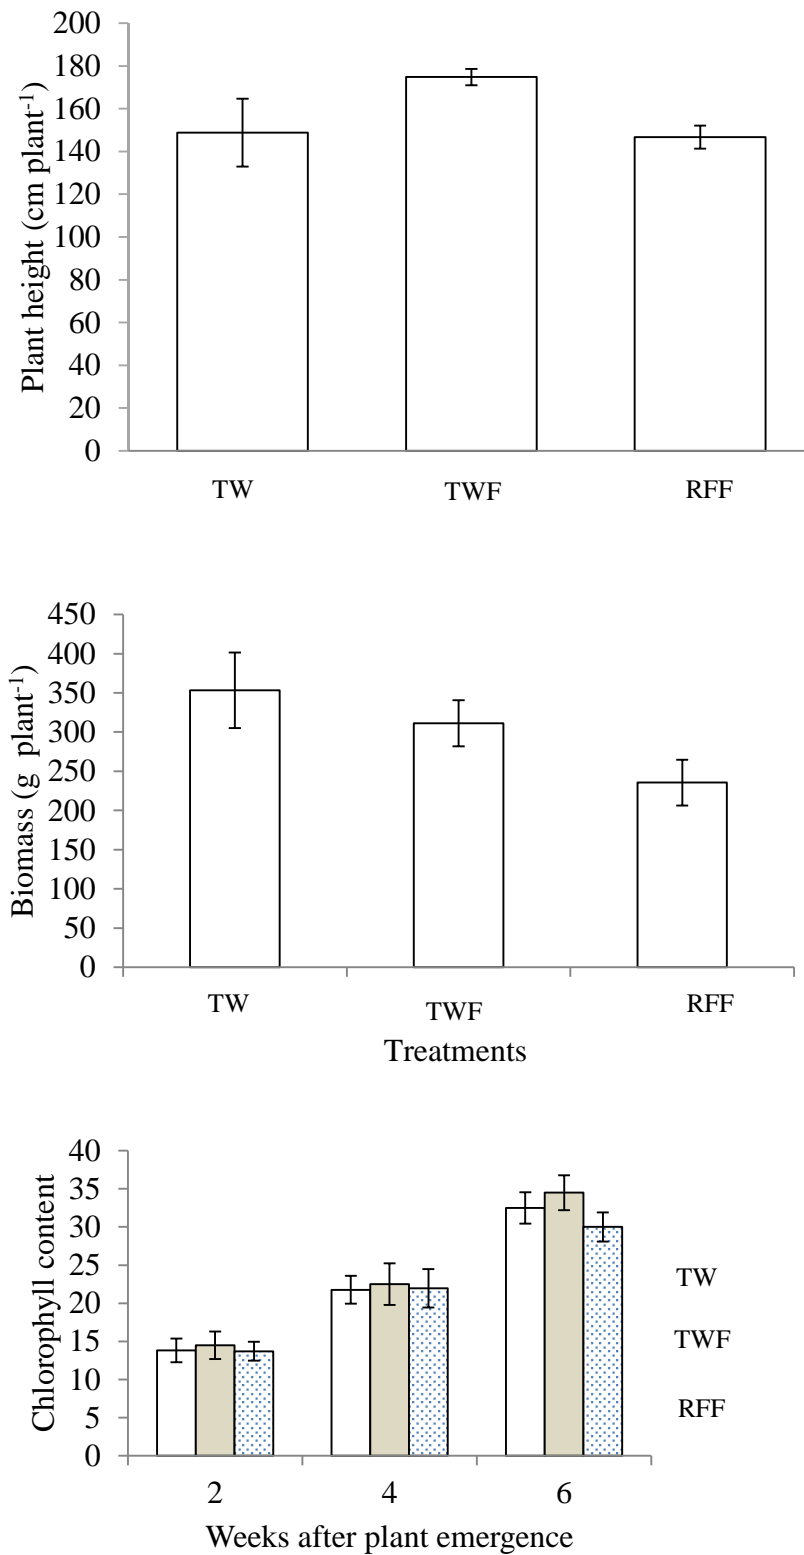 200
180
160
140
120
100
80
60
40
20
0
Plant height (cm plant-1)
TW TWF RFF
450
400
350
300
250
200
150
100
50
0
Biomass (g plant-1)
TW TWF RFF
Treatments
40
35
30
25
20
15
10
5
0
Chlorophyll content
TW
TWF
RFF
2 4 6
Weeks after plant emergence